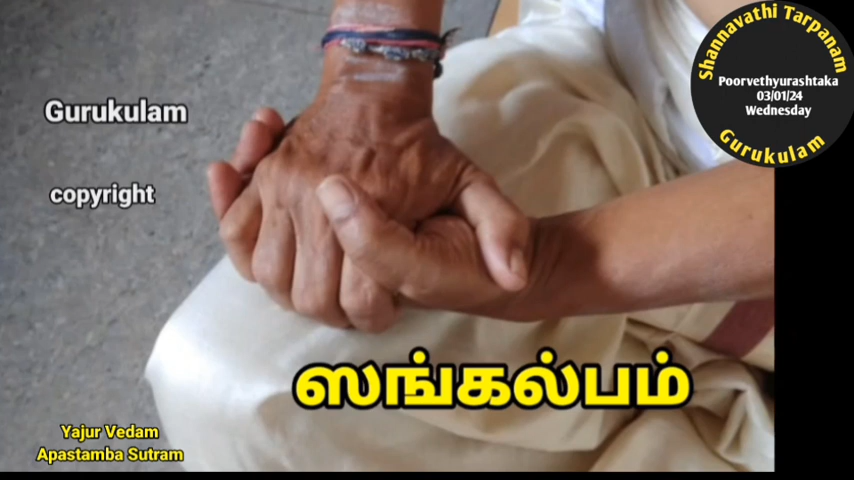 Shannavathi Tarpanam
Poorvethyurashtaka
03/01/24
Wednesday
Gurukulam
Gurukulam
copyright
ஸங்கல்பம்
Yajur Vedam
Apastamba Sutram